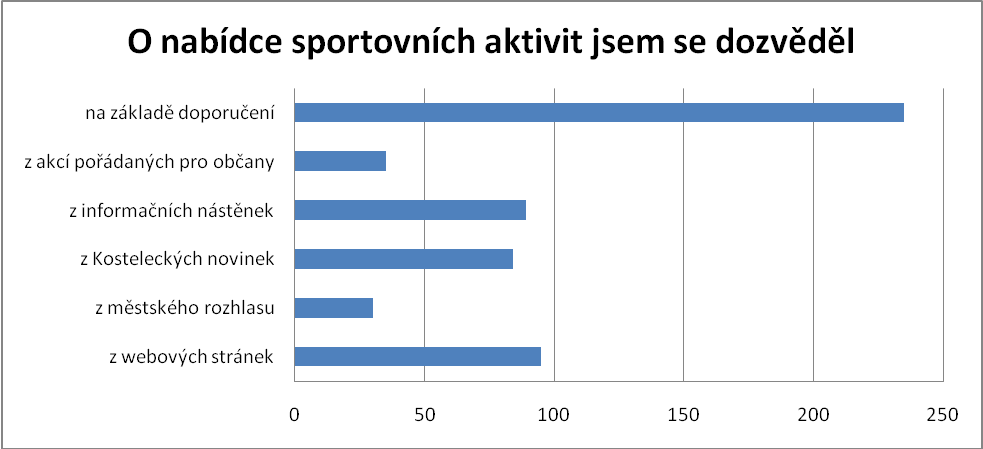 O nabídce sportovních aktivit jsem se dozvěděl
na základě doporučení
z akcí pořádaných pro občany
z informačních nástěnek
z Kosteleckých novinek
z městského rozhlasu
z webových stránek
0 50 100 150 200 250